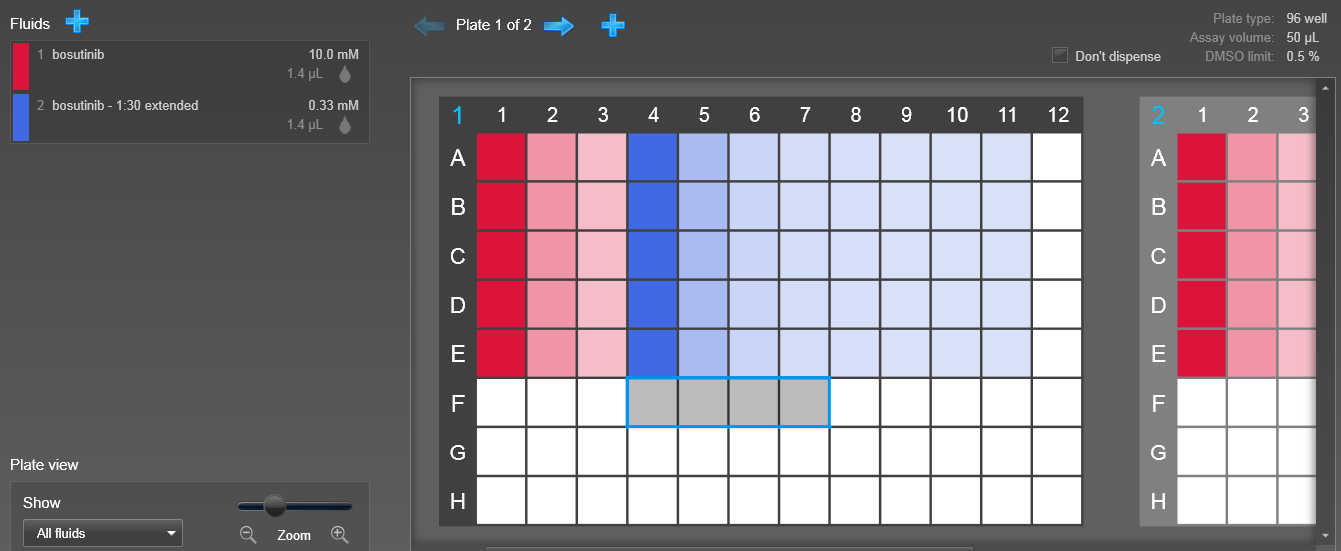 Fluids
1 bosutinib 10.0 mM
1.4 µL
2 bosutinib - 1:30 extended 0.33 mM
1.4 µL
Plate view
Show
All fluids
Zoom
Plate 1 of 2
Plate type: 96 well
Assay volume: 50 µL
Don't dispense
DMSO limit: 0.5 %
1 1 2 3 4 5 6 7 8 9 10 11 12
A
B
C
D
E
F
G
H
2 1 2 3
A
B
C
D
E
F
G
H